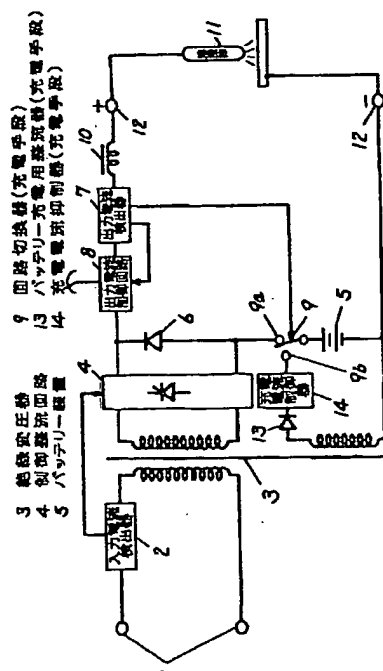 3 絶縁変圧器
4 制御整流回路
5 バッテリー装置
9 回路切換器(充電手段)
13 バッテリー充電用整流器(充電手段)
14 充電電流抑制器(充電手段)
入力電流検出器
2
3
4
出力電流制御回路
8
出力電流検出器
7
10
+
12
11
6
9a
9
9b
5
充電電流抑制器
14
13
12
-